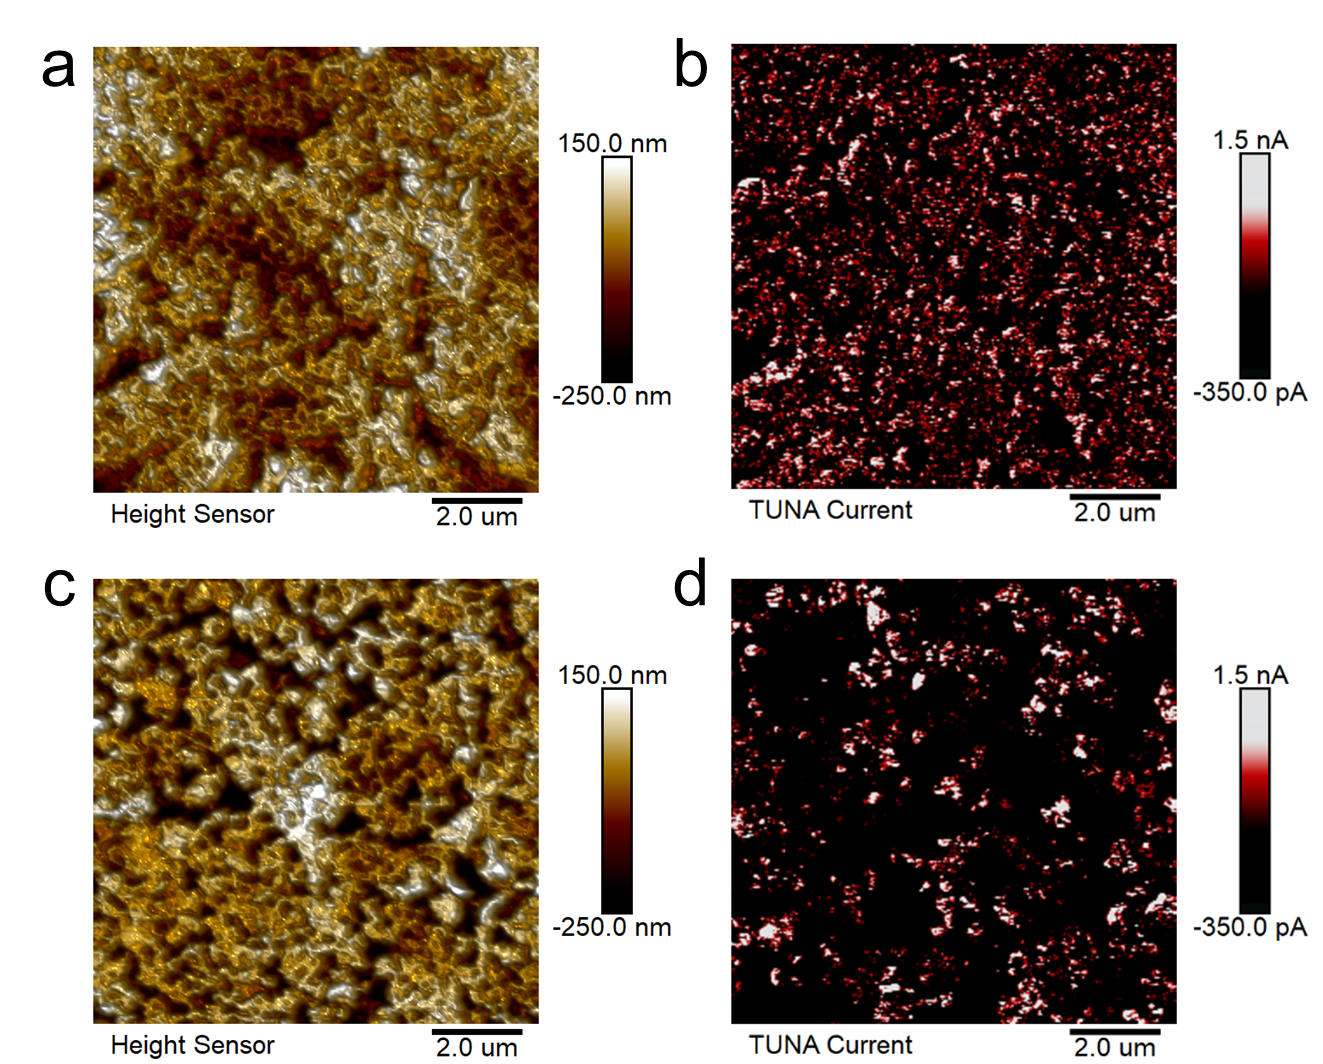 a
b
150.0 nm
-250.0 nm
1.5 nA
-350.0 pA
Height Sensor
2.0 um
TUNA Current
2.0 um
c
d
150.0 nm
-250.0 nm
1.5 nA
-350.0 pA
Height Sensor
2.0 um
TUNA Current
2.0 um